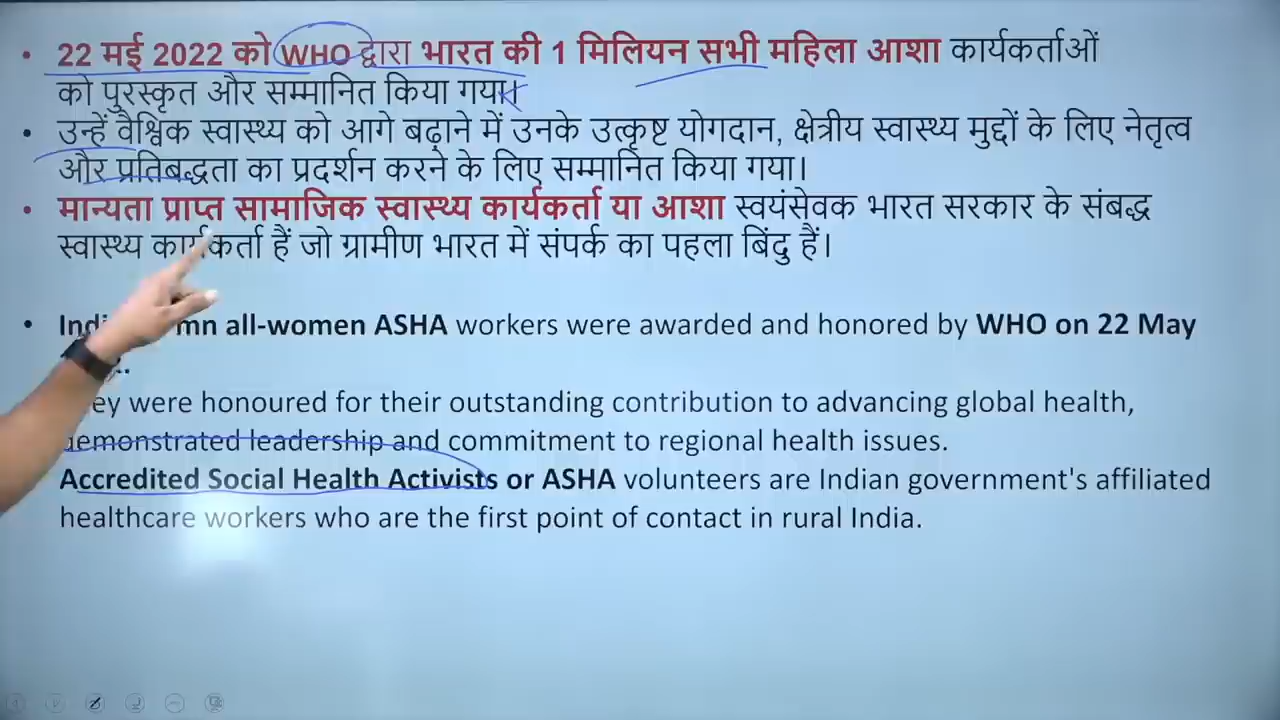 22 मई 2022 को WHO द्वारा भारत की 1 मिलियन सभी महिला आशा कार्यकर्ताओं
को पुरस्कृत और सम्मानित किया गया।
उन्हें वैश्विक स्वास्थ्य को आगे बढ़ाने में उनके उत्कृष्ट योगदान, क्षेत्रीय स्वास्थ्य मुद्दों के लिए नेतृत्व
और प्रतिबद्धता का प्रदर्शन करने के लिए सम्मानित किया गया।
मान्यता प्राप्त सामाजिक स्वास्थ्य कार्यकर्ता या आशा स्वयंसेवक भारत सरकार के संबद्ध
स्वास्थ्य कार्यकर्ता हैं जो ग्रामीण भारत में संपर्क का पहला बिंदु हैं।
all-women ASHA workers were awarded and honored by WHO on 22 May
were honoured for their outstanding contribution to advancing global health,
demonstrated leadership and commitment to regional health issues.
Accredited Social Health Activists or ASHA volunteers are Indian government's affiliated
healthcare workers who are the first point of contact in rural India.